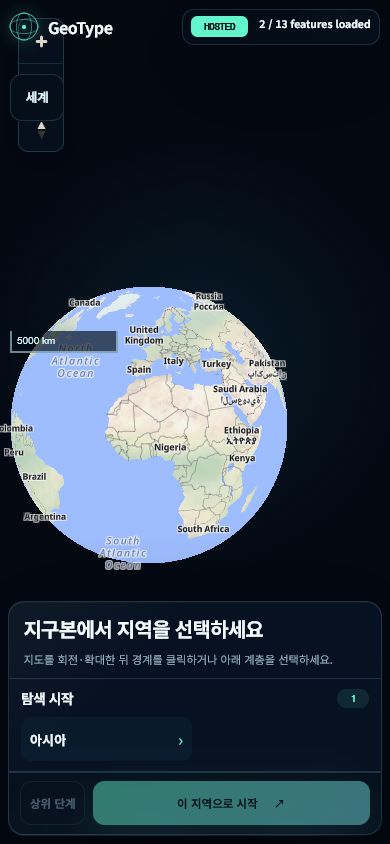 GeoType
HOSTED
2 / 13 features loaded
+
세계
Canada
Russia
Россия
5000 km
United
Kingdom
North
Atlantic
Ocean
Italy
Turkey
Pakistan
پاکستان
Spain
Saudi Arabia
السعودية
olombia
Nigeria
Ethiopia
ኢትዮጵያ
Peru
Kenya
Brazil
Argentina
South Africa
South
Atlantic
Ocean
지구본에서 지역을 선택하세요
지도를 회전·확대한 뒤 경계를 클릭하거나 아래 계층을 선택하세요.
탐색 시작
1
아시아 ›
상위 단계
이 지역으로 시작 ↗